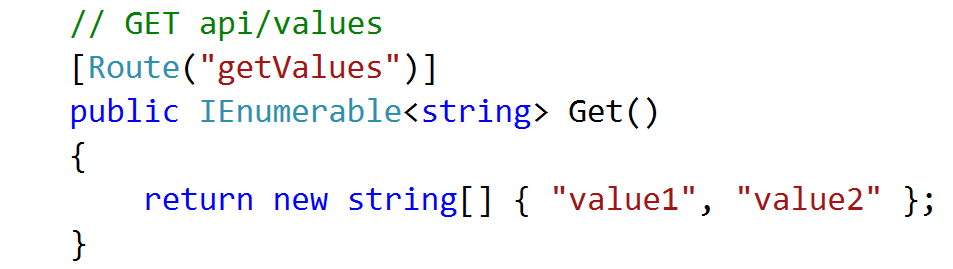 // GET api/values
[Route("getValues")]
public IEnumerable<string> Get()
{
    return new string[] { "value1", "value2" };
}